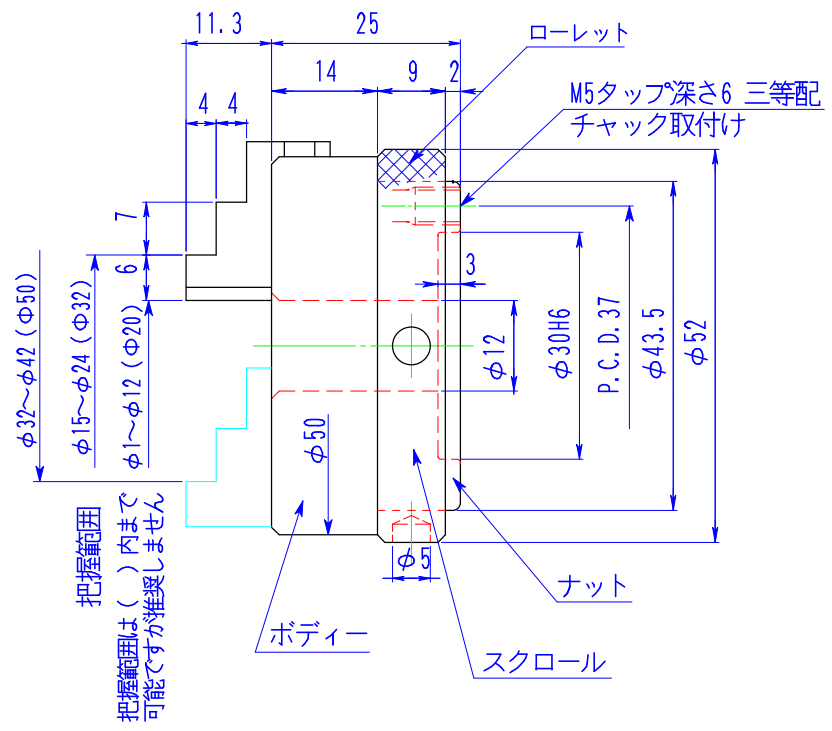 11.3
25
ローレット
14
9
2
M5タップ深さ6 三等配
チャック取付け
4
4
7
6
3
φ32～φ42(Φ50)
φ15～φ24(Φ32)
φ1～φ12(Φ20)
φ12
φ30H6
P.C.D.37
φ43.5
φ52
φ50
φ5
把握範囲
把握範囲は( )内まで
可能ですが推奨しません
ボディー
ナット
スクロール